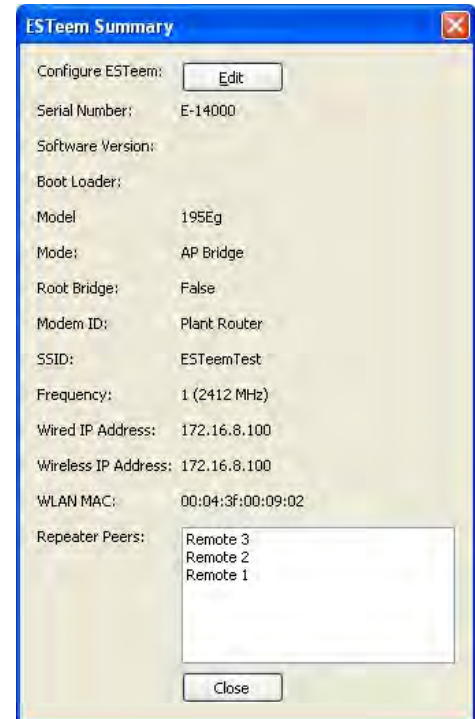 ESTeem Summary
Configure ESTeem: Edit
Serial Number: E-14000
Software Version:
Boot Loader:
Model 195Eg
Mode: AP Bridge
Root Bridge: False
Modem ID: Plant Router
SSID: ESTeemTest
Frequency: 1 (2412 MHz)
Wired IP Address: 172.16.8.100
Wireless IP Address: 172.16.8.100
WLAN MAC: 00:04:3f:00:09:02
Repeater Peers: Remote 3
Remote 2
Remote 1
Close